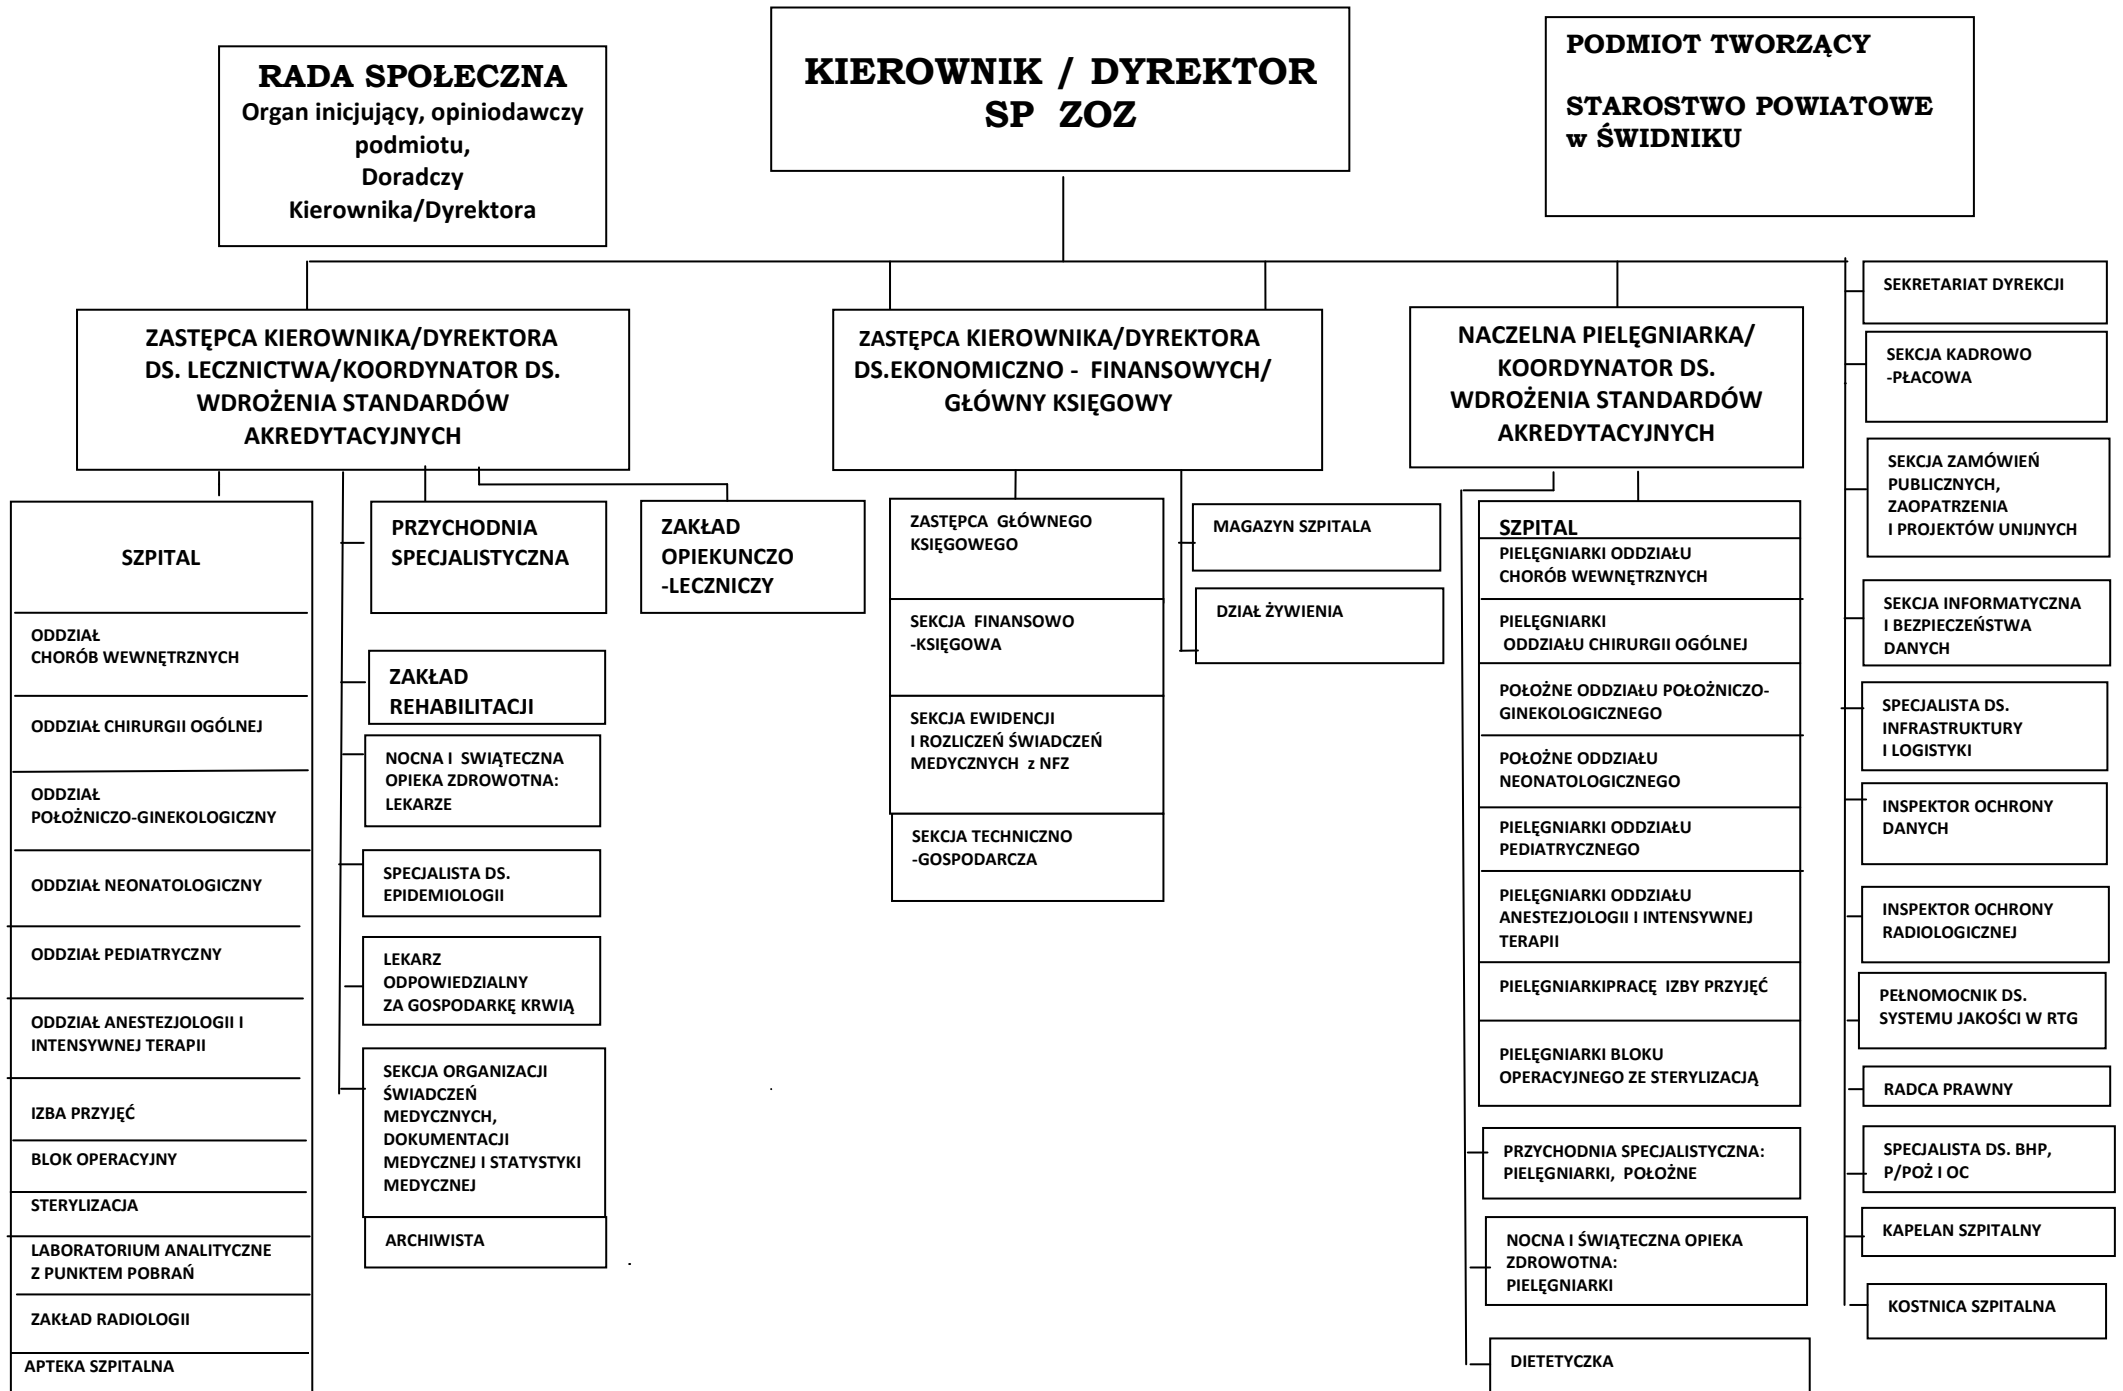 RADA SPOŁECZNA
Organ inicjujący, opiniodawczy
podmiotu,
Doradczy
Kierownika/Dyrektora
KIEROWNIK / DYREKTOR
SP ZOZ
PODMIOT TWORZĄCY
STAROSTWO POWIATOWE
w ŚWIDNIKU
ZASTĘPCA KIEROWNIKA/DYREKTORA
DS. LECZNICTWA/KOORDYNATOR DS.
WDROŻENIA STANDARDÓW
AKREDYTACYJNYCH
ZASTĘPCA KIEROWNIKA/DYREKTORA
DS.EKONOMICZNO - FINANSOWYCH/
GŁÓWNY KSIĘGOWY
NACZELNA PIELĘGNIARKA/
KOORDYNATOR DS.
WDROŻENIA STANDARDÓW
AKREDYTACYJNYCH
SZPITAL
ODDZIAŁ
CHORÓB WEWNĘTRZNYCH
ODDZIAŁ CHIRURGII OGÓLNEJ
ODDZIAŁ
POŁOŻNICZO-GINEKOLOGICZNY
ODDZIAŁ NEONATOLOGICZNY
ODDZIAŁ PEDIATRYCZNY
ODDZIAŁ ANESTEZJOLOGII I
INTENSYWNEJ TERAPII
IZBA PRZYJĘĆ
BLOK OPERACYJNY
STERYLIZACJA
LABORATORIUM ANALITYCZNE
Z PUNKTEM POBRAŃ
ZAKŁAD RADIOLOGII
APTEKA SZPITALNA
PRZYCHODNIA
SPECJALISTYCZNA
ZAKŁAD
REHABILITACJI
NOCNA I SWIĄTECZNA
OPIEKA ZDROWOTNA:
LEKARZE
SPECJALISTA DS.
EPIDEMIOLOGII
LEKARZ
ODPOWIEDZIALNY
ZA GOSPODARKĘ KRWIĄ
SEKCJA ORGANIZACJI
ŚWIADCZEŃ
MEDYCZNYCH,
DOKUMENTACJI
MEDYCZNEJ I STATYSTYKI
MEDYCZNEJ
ARCHIWISTA
ZAKŁAD
OPIEKUNCZO
-LECZNICZY
ZASTĘPCA GŁÓWNEGO
KSIĘGOWEGO
SEKCJA FINANSOWO
-KSIĘGOWA
SEKCJA EWIDENCJI
I ROZLICZEŃ ŚWIADCZEŃ
MEDYCZNYCH z NFZ
SEKCJA TECHNICZNO
-GOSPODARCZA
MAGAZYN SZPITALA
DZIAŁ ŻYWIENIA
SZPITAL
PIELĘGNIARKI ODDZIAŁU
CHORÓB WEWNĘTRZNYCH
PIELĘGNIARKI
ODDZIAŁU CHIRURGII OGÓLNEJ
POŁOŻNE ODDZIAŁU POŁOŻNICZO-
GINEKOLOGICZNEGO
POŁOŻNE ODDZIAŁU
NEONATOLOGICZNEGO
PIELĘGNIARKI ODDZIAŁU
PEDIATRYCZNEGO
PIELĘGNIARKI ODDZIAŁU
ANESTEZJOLOGII I INTENSYWNEJ
TERAPII
PIELĘGNIARKIPRACĘ IZBY PRZYJĘĆ
PIELĘGNIARKI BLOKU
OPERACYJNEGO ZE STERYLIZACJĄ
PRZYCHODNIA SPECJALISTYCZNA:
PIELĘGNIARKI, POŁOŻNE
NOCNA I ŚWIĄTECZNA OPIEKA
ZDROWOTNA:
PIELĘGNIARKI
DIETETYCZKA
SEKRETARIAT DYREKCJI
SEKCJA KADROWO
-PŁACOWA
SEKCJA ZAMÓWIEŃ
PUBLICZNYCH,
ZAOPATRZENIA
I PROJEKTÓW UNIJNYCH
SEKCJA INFORMATYCZNA
I BEZPIECZEŃSTWA
DANYCH
SPECJALISTA DS.
INFRASTRUKTURY
I LOGISTYKI
INSPEKTOR OCHRONY
DANYCH
INSPEKTOR OCHRONY
RADIOLOGICZNEJ
PEŁNOMOCNIK DS.
SYSTEMU JAKOŚCI W RTG
RADCA PRAWNY
SPECJALISTA DS. BHP,
P/POŻ I OC
KAPELAN SZPITALNY
KOSTNICA SZPITALNA